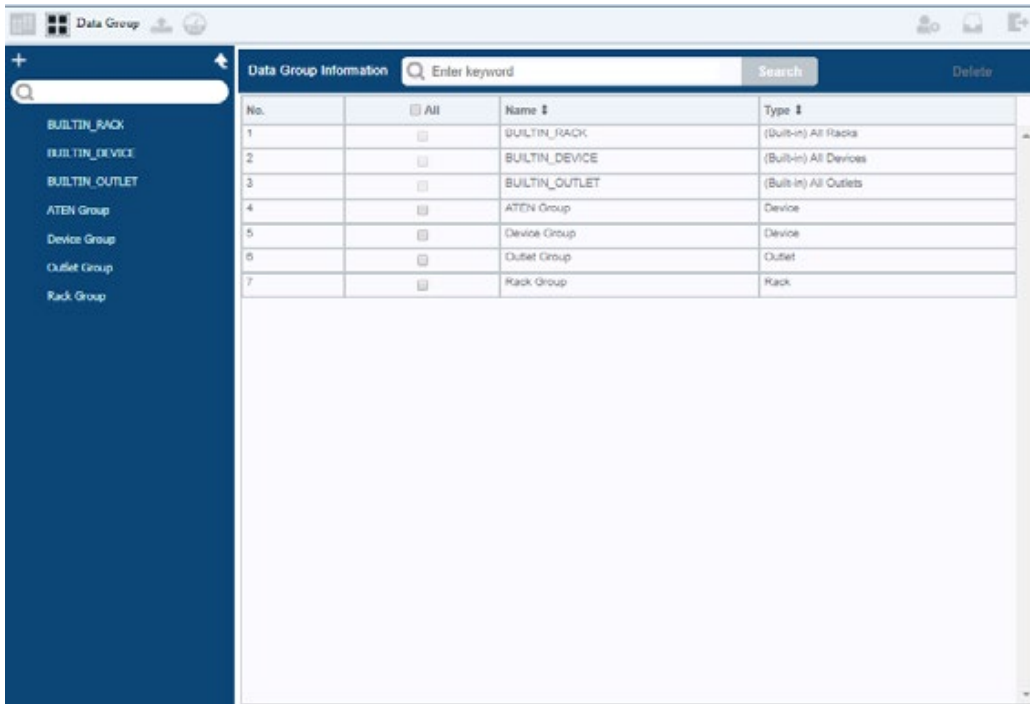 Data Group
+
BUILTIN_RACK
BUILTIN_DEVICE
BUILTIN_OUTLET
ATEN Group
Device Group
Outlet Group
Rack Group
Data Group Information Enter keyword Search Delete
No. All Name Type
1 BUILTIN_RACK (Built-in) All Racks
2 BUILTIN_DEVICE (Built-in) All Devices
3 BUILTIN_OUTLET (Built-in) All Outlets
4 ATEN Group Device
5 Device Group Device
6 Outlet Group Outlet
7 Rack Group Rack